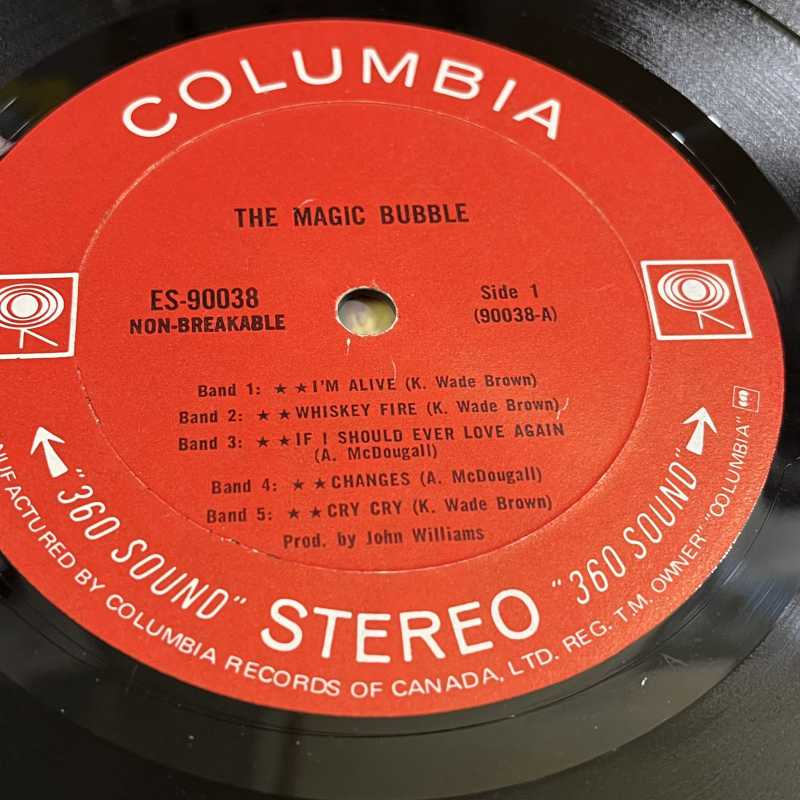 COLUMBIA
THE MAGIC BUBBLE
ES-90038
NON-BREAKABLE
Side 1
(90038-A)
Band 1: ★ ★ I'M ALIVE (K. Wade Brown)
Band 2: ★ ★ WHISKEY FIRE (K. Wade Brown)
Band 3: ★ ★ IF I SHOULD EVER LOVE AGAIN
(A. McDougall)
Band 4: ★ ★ CHANGES (A. McDougall)
Band 5: ★ ★ CRY CRY (K. Wade Brown)
Prod. by John Williams
"360 SOUND" STEREO "360 SOUND"
BY COLUMBIA RECORDS OF CANADA, LTD. REG. T.M. OWNER "COLUMBIA"